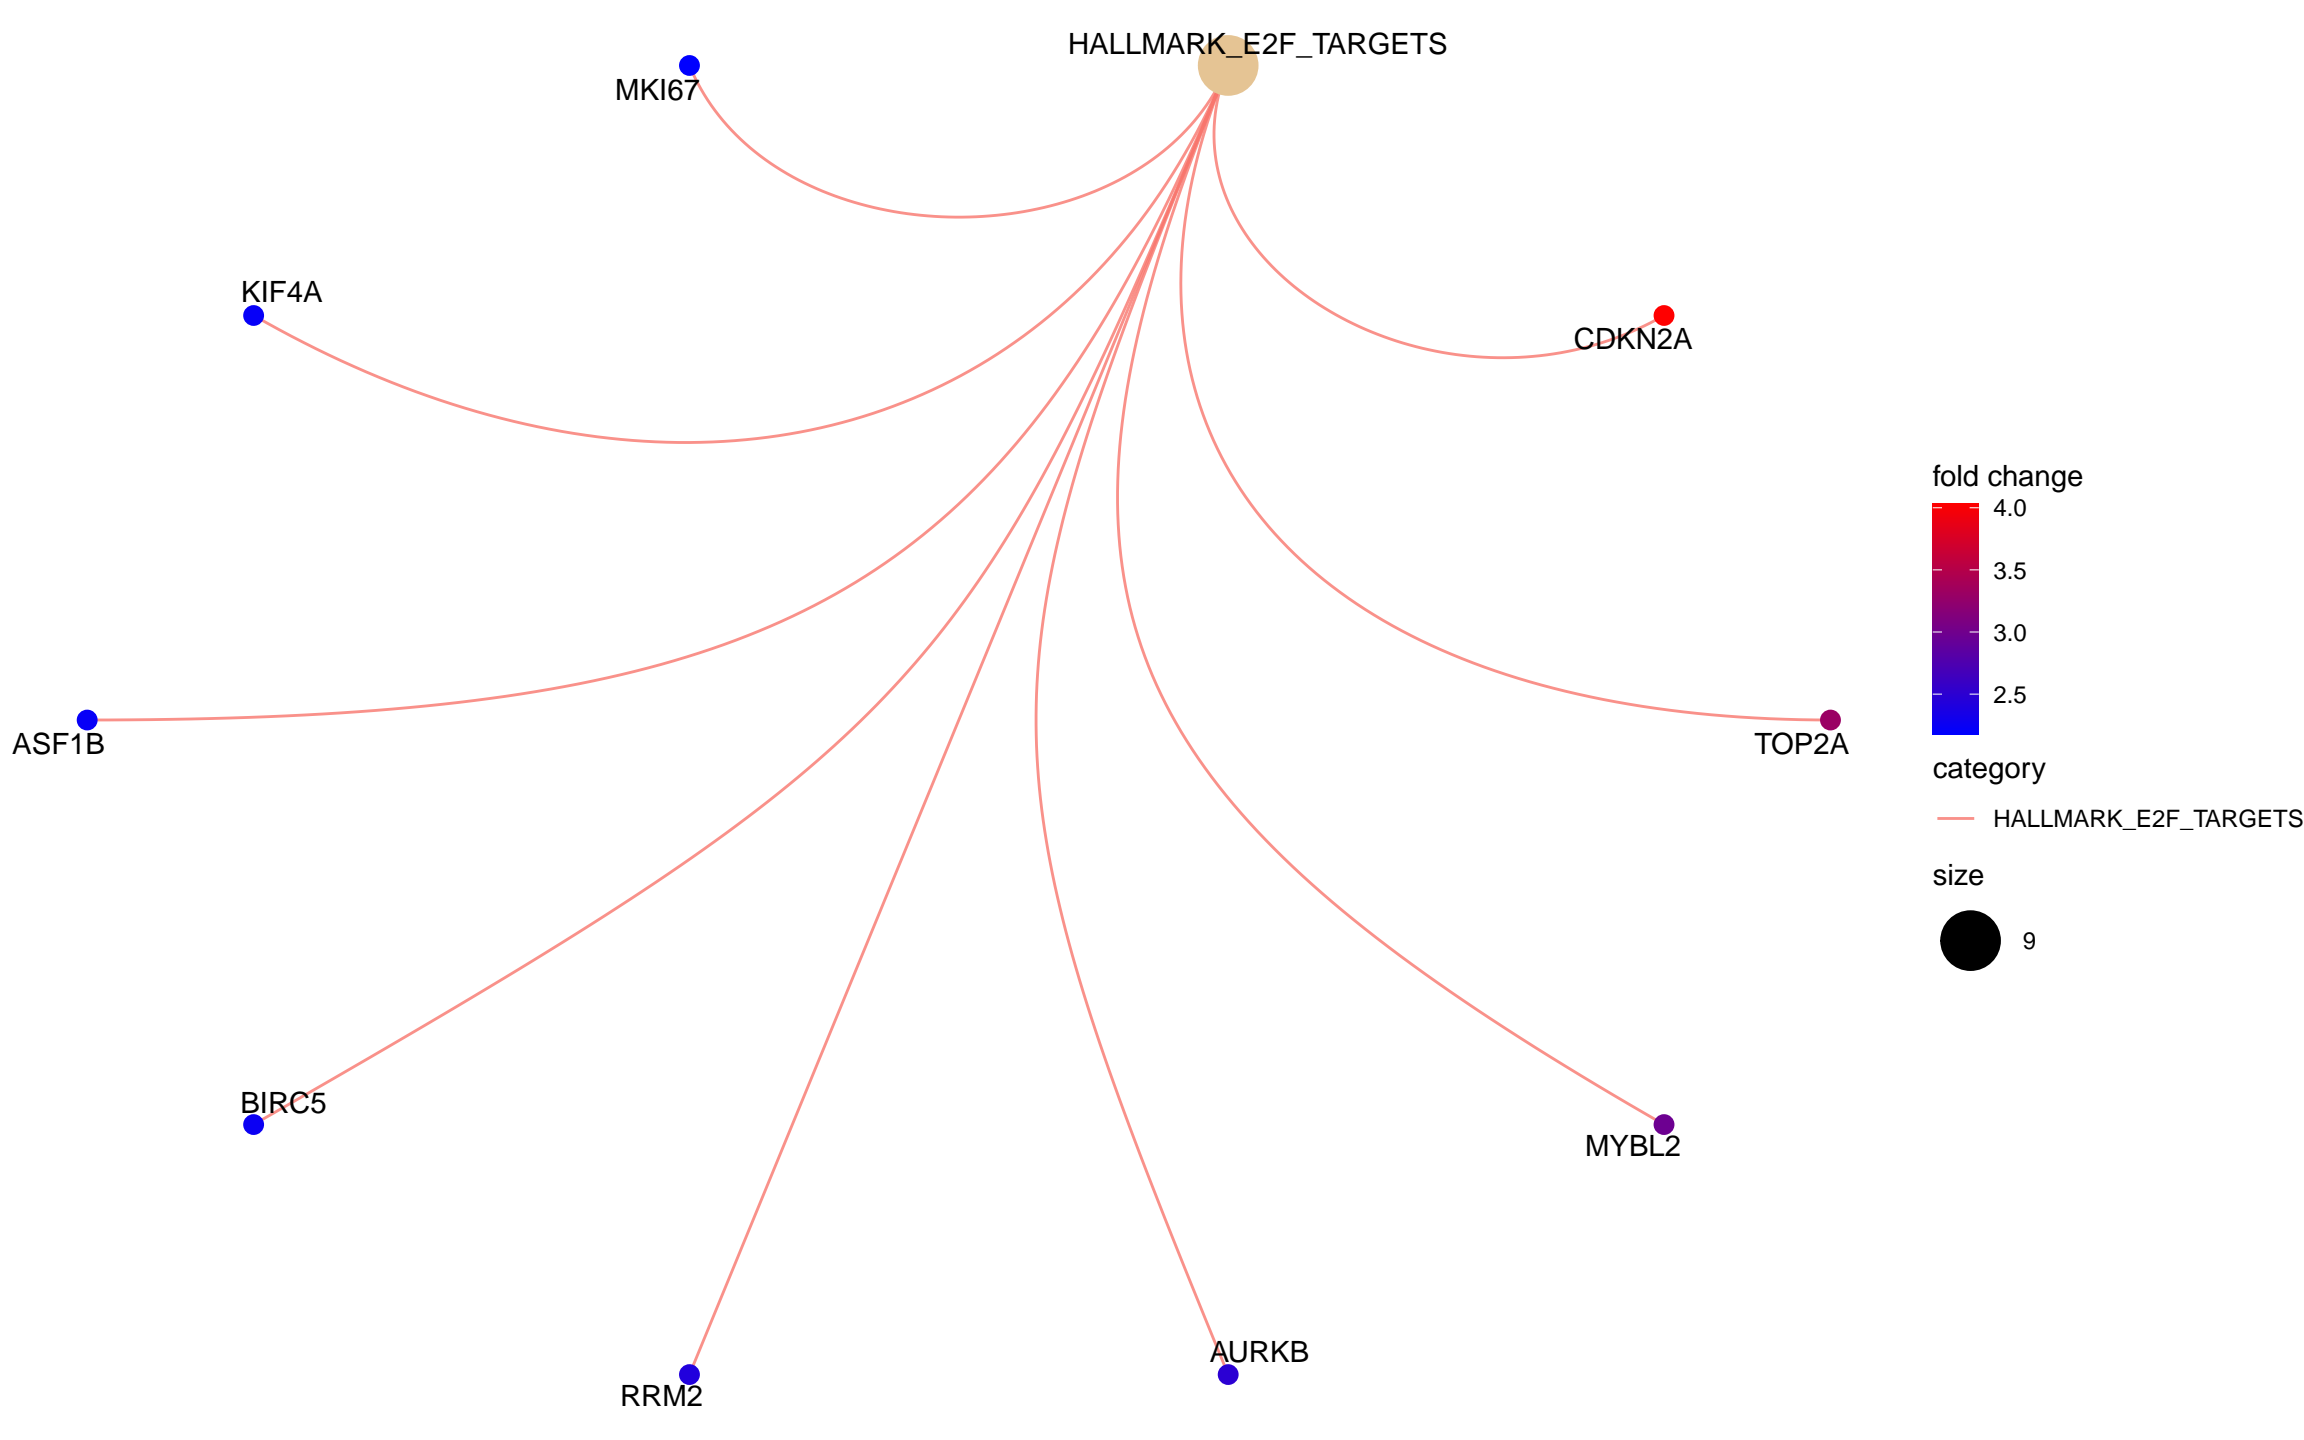 HALLMARK_E2F_TARGETS
MKI67
KIF4A
CDKN2A
fold change
4.0
3.5
3.0
2.5
ASF1B
TOP2A
category
HALLMARK_E2F_TARGETS
size
9
BIRC5
MYBL2
AURKB
RRM2